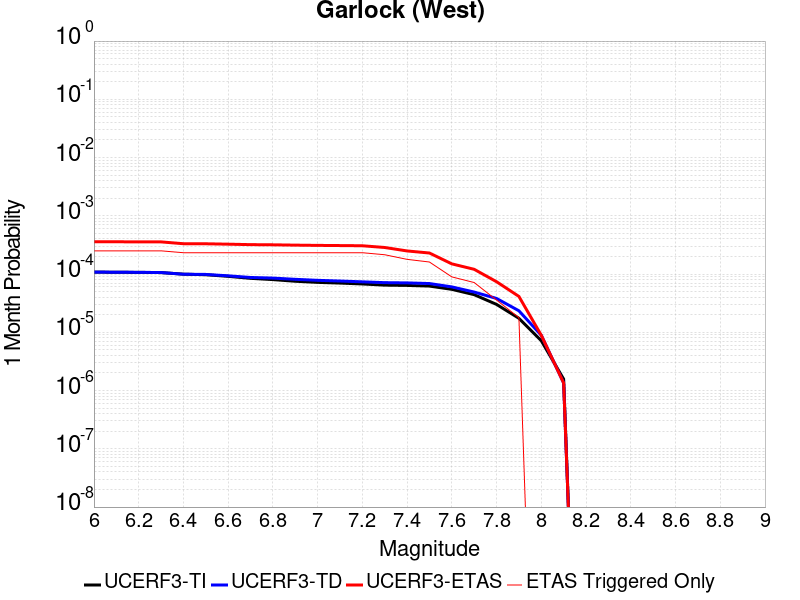 Garlock (West)
10^0
10^-1
10^-2
10^-3
10^-4
10^-5
10^-6
10^-7
10^-8
1 Month Probability
6 6.2 6.4 6.6 6.8 7 7.2 7.4 7.6 7.8 8 8.2 8.4 8.6 8.8 9
Magnitude
UCERF3-TI UCERF3-TD UCERF3-ETAS ETAS Triggered Only